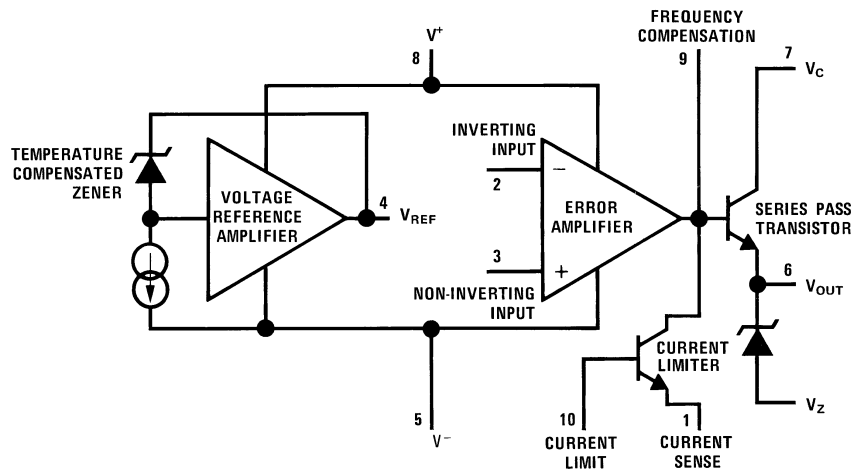 FREQUENCY
COMPENSATION
9
V+
8
7
VC
TEMPERATURE
COMPENSATED
ZENER
VOLTAGE
REFERENCE
AMPLIFIER
4
VREF
INVERTING
INPUT
2
−
ERROR
AMPLIFIER
3
+
NON-INVERTING
INPUT
SERIES PASS
TRANSISTOR
6
VOUT
CURRENT
LIMITER
VZ
5
V−
10
CURRENT
LIMIT
1
CURRENT
SENSE